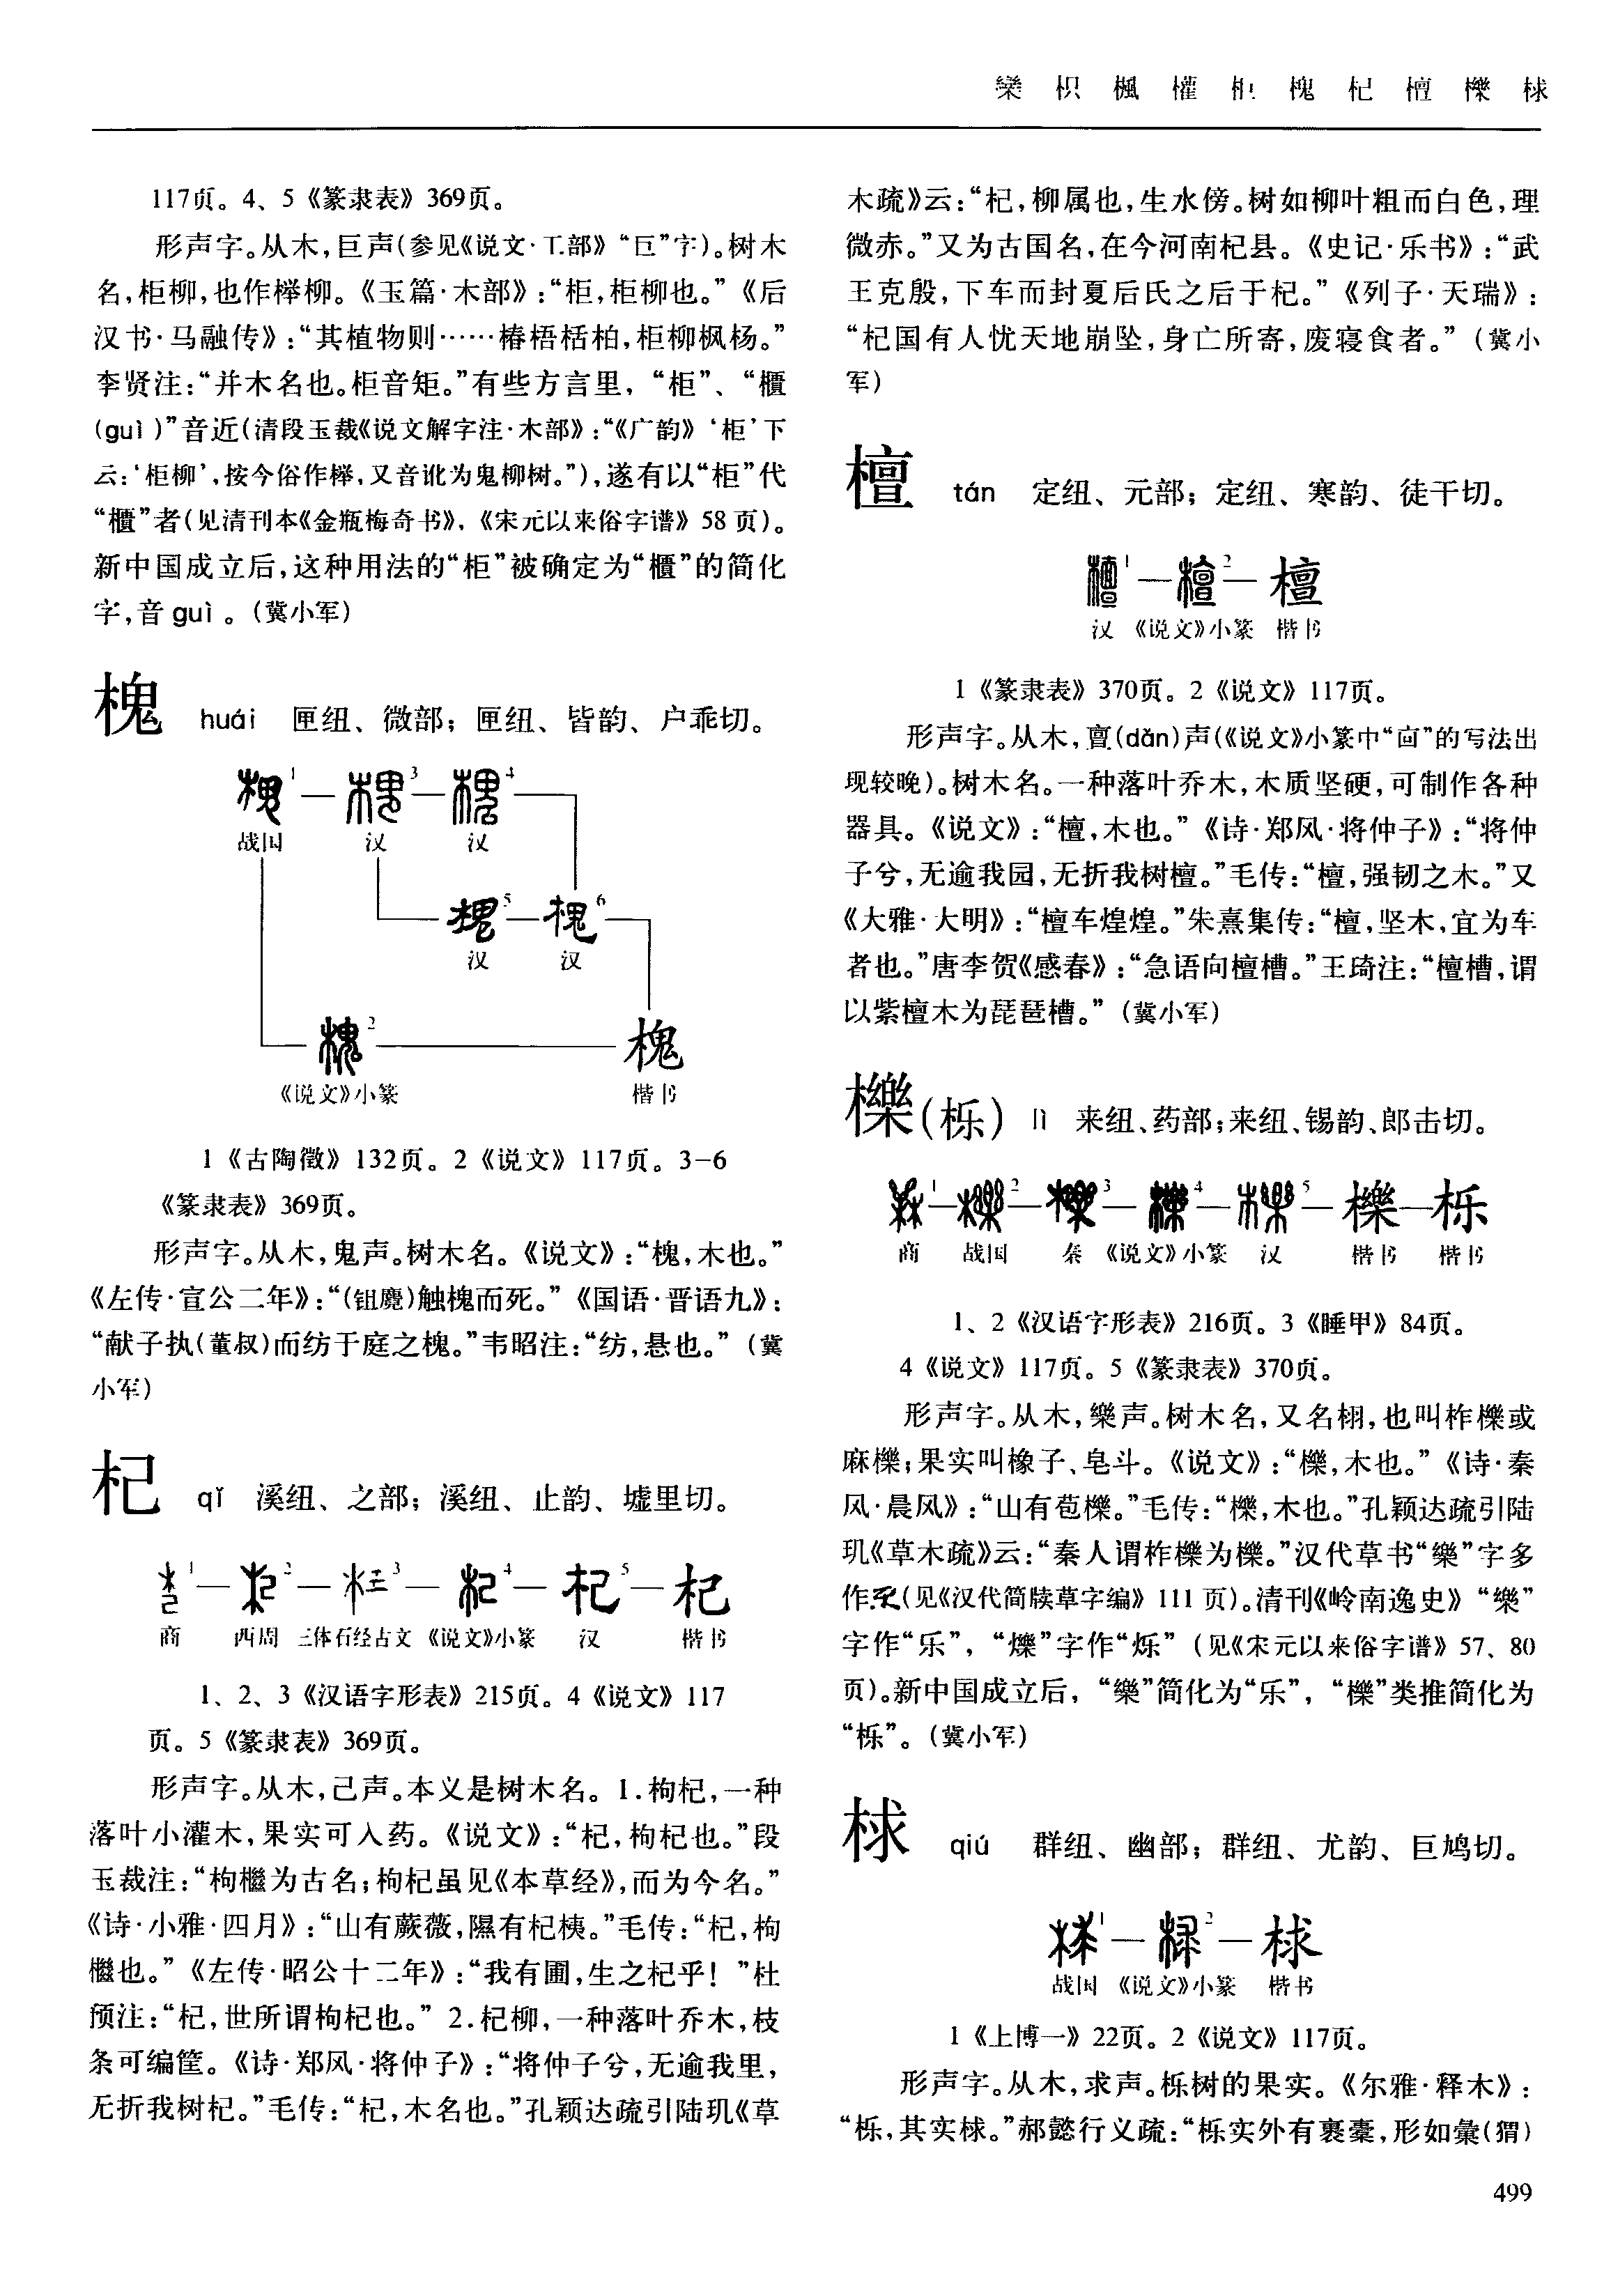 欒 枳 楓 權 柜 槐 杞 檀 櫟 梂
117页。4、5《篆隶表》369页。
形声字。从木，巨声（参见《说文·工部》“巨”字）。树木
名，柜柳，也作榉柳。《玉篇·木部》：“柜，柜柳也。”《后
汉书·马融传》：“其植物则……椿梧栝柏，柜柳枫杨。”
李贤注：“并木名也。柜音矩。”有些方言里，“柜”、“櫃
(guì)”音近（清段玉裁《说文解字注·木部》：“《广韵》‘柜’下
云：‘柜柳’，按今俗作榉，又音讹为鬼柳树。”），遂有以“柜”代
“櫃”者（见清刊本《金瓶梅奇书》，《宋元以来俗字谱》58页）。
新中国成立后，这种用法的“柜”被确定为“櫃”的简化
字，音 guì 。（冀小军）
槐 huái 匣纽、微部；匣纽、皆韵、户乖切。
1 3 4
战国 汉 汉
5 6
汉 汉
2 槐
《说文》小篆 楷书
1《古陶徵》132页。2《说文》117页。3-6
《篆隶表》369页。
形声字。从木，鬼声。树木名。《说文》：“槐，木也。”
《左传·宣公二年》：“（鉏麑）触槐而死。”《国语·晋语九》：
“献子执（董叔）而纺于庭之槐。”韦昭注：“纺，悬也。”（冀
小军）
杞 qǐ 溪纽、之部；溪纽、止韵、墟里切。
1 2 3 4 5 杞
商 西周 三体石经古文 《说文》小篆 汉 楷书
1、2、3《汉语字形表》215页。4《说文》117
页。5《篆隶表》369页。
形声字。从木，己声。本义是树木名。1.枸杞，一种
落叶小灌木，果实可入药。《说文》：“杞，枸杞也。”段
玉裁注：“枸檵为古名；枸杞虽见《本草经》，而为今名。”
《诗·小雅·四月》：“山有蕨薇，隰有杞桋。”毛传：“杞，枸
檵也。”《左传·昭公十二年》：“我有圃，生之杞乎！”杜
预注：“杞，世所谓枸杞也。” 2.杞柳，一种落叶乔木，枝
条可编筐。《诗·郑风·将仲子》：“将仲子兮，无逾我里，
无折我树杞。”毛传：“杞，木名也。”孔颖达疏引陆玑《草
木疏》云：“杞，柳属也，生水傍。树如柳叶粗而白色，理
微赤。”又为古国名，在今河南杞县。《史记·乐书》：“武
王克殷，下车而封夏后氏之后于杞。”《列子·天瑞》：
“杞国有人忧天地崩坠，身亡所寄，废寝食者。”（冀小
军）
檀 tán 定纽、元部；定纽、寒韵、徒干切。
1 2 檀
汉 《说文》小篆 楷书
1《篆隶表》370页。2《说文》117页。
形声字。从木，亶(dǎn)声（《说文》小篆中“㐭”的写法出
现较晚）。树木名。一种落叶乔木，木质坚硬，可制作各种
器具。《说文》：“檀，木也。”《诗·郑风·将仲子》：“将仲
子兮，无逾我园，无折我树檀。”毛传：“檀，强韧之木。”又
《大雅·大明》：“檀车煌煌。”朱熹集传：“檀，坚木，宜为车
者也。”唐李贺《感春》：“急语向檀槽。”王琦注：“檀槽，谓
以紫檀木为琵琶槽。”（冀小军）
櫟（栎） lì 来纽、药部；来纽、锡韵、郎击切。
1 2 3 4 5 櫟 栎
商 战国 秦 《说文》小篆 汉 楷书 楷书
1、2《汉语字形表》216页。3《睡甲》84页。
4《说文》117页。5《篆隶表》370页。
形声字。从木，樂声。树木名，又名栩，也叫柞櫟或
麻櫟；果实叫橡子、皂斗。《说文》：“櫟，木也。”《诗·秦
风·晨风》：“山有苞櫟。”毛传：“櫟，木也。”孔颖达疏引陆
玑《草木疏》云：“秦人谓柞櫟为櫟。”汉代草书“樂”字多
作（见《汉代简牍草字编》111页）。清刊《岭南逸史》“樂”
字作“乐”，“爍”字作“烁”（见《宋元以来俗字谱》57、80
页）。新中国成立后，“樂”简化为“乐”，“櫟”类推简化为
“栎”。（冀小军）
梂 qiú 群纽、幽部；群纽、尤韵、巨鸠切。
1 2 梂
战国 《说文》小篆 楷书
1《上博一》22页。2《说文》117页。
形声字。从木，求声。栎树的果实。《尔雅·释木》：
“栎，其实梂。”郝懿行义疏：“栎实外有裹橐，形如彙（猬）
499